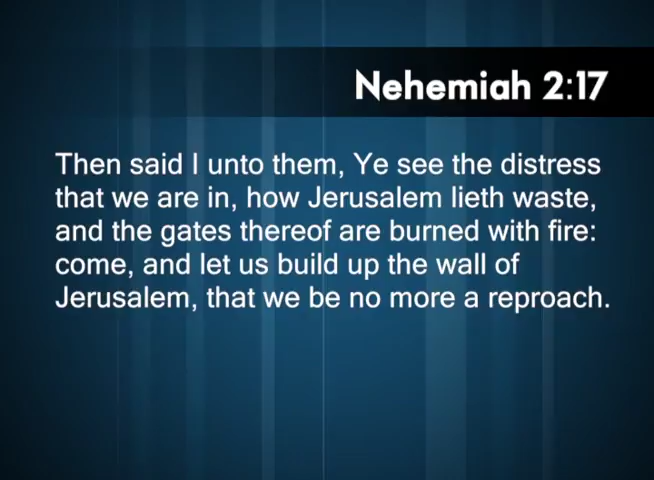 Nehemiah 2:17
Then said I unto them, Ye see the distress
that we are in, how Jerusalem lieth waste,
and the gates thereof are burned with fire:
come, and let us build up the wall of
Jerusalem, that we be no more a reproach.